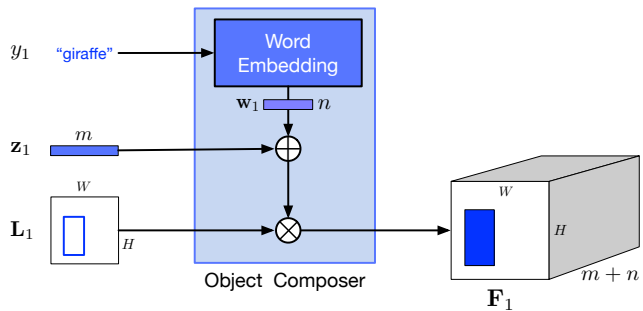 y₁ “giraffe” Word
Embedding
w₁ n
z₁ m
L₁ W H
W H
m + n
F₁
Object Composer